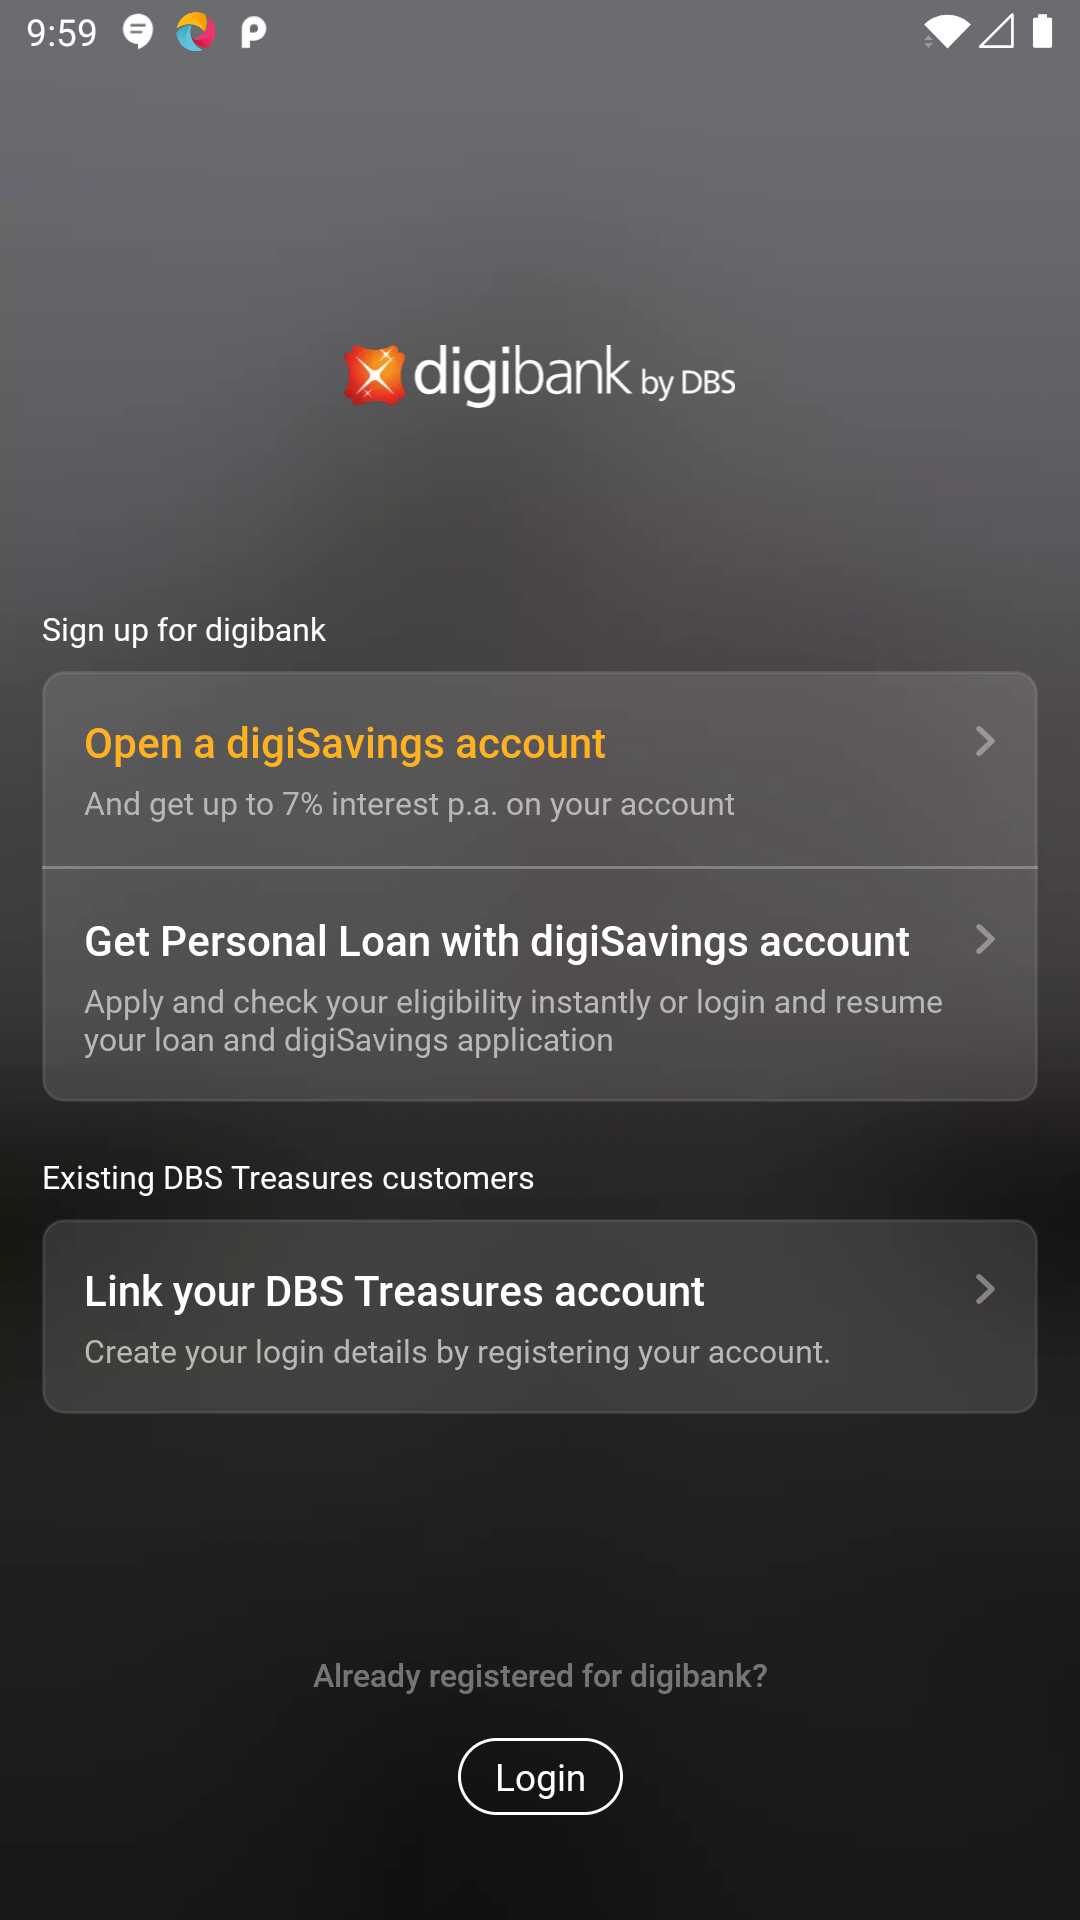 9:59
digibank by DBS
Sign up for digibank
Open a digiSavings account
And get up to 7% interest p.a. on your account
Get Personal Loan with digiSavings account
Apply and check your eligibility instantly or login and resume
your loan and digiSavings application
Existing DBS Treasures customers
Link your DBS Treasures account
Create your login details by registering your account.
Already registered for digibank?
Login